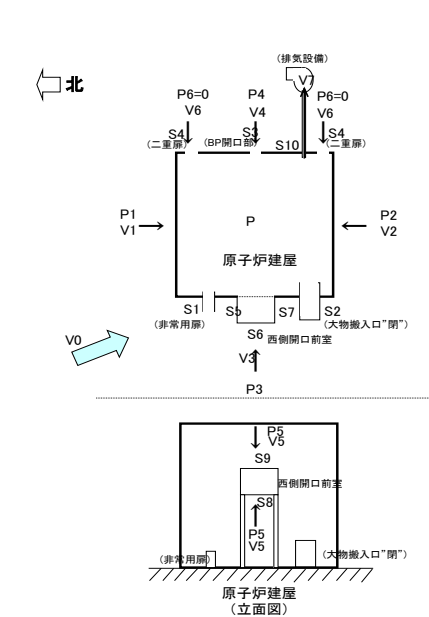 (排気設備)
北
V7
P6=0
V6
P4
V4
P6=0
V6
S4
(二重扉)
S3
(BP開口部)
S10
S4
(二重扉)
P1
V1
P
P2
V2
原子炉建屋
S1
(非常用扉)
S5
S7
S2
(大物搬入口”閉”)
S6
西側開口前室
V0
V3
P3
P5
V5
S9
西側開口前室
S8
P5
V5
(非常用扉)
(大物搬入口”閉”)
原子炉建屋
(立面図)